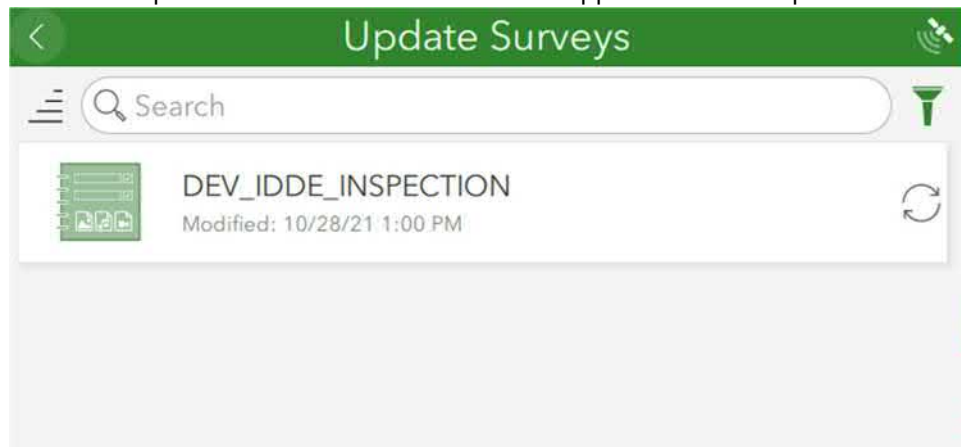 Update Surveys
Search
DEV_IDDE_INSPECTION
Modified: 10/28/21 1:00 PM